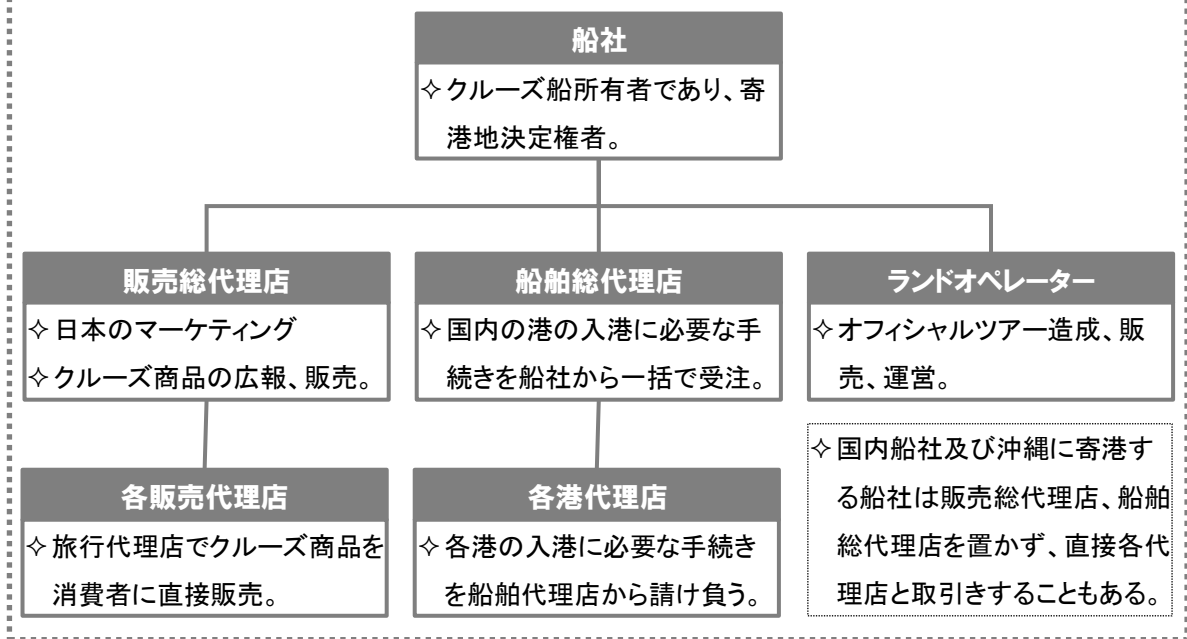 船社
✧クルーズ船所有者であり、寄
港地決定権者。
販売総代理店
✧日本のマーケティング
✧クルーズ商品の広報、販売。
船舶総代理店
✧国内の港の入港に必要な手
続きを船社から一括で受注。
ランドオペレーター
✧オフィシャルツアー造成、販
売、運営。
各販売代理店
✧旅行代理店でクルーズ商品を
消費者に直接販売。
各港代理店
✧各港の入港に必要な手続き
を船舶代理店から請け負う。
✧国内船社及び沖縄に寄港す
る船社は販売総代理店、船舶
総代理店を置かず、直接各代
理店と取引きすることもある。